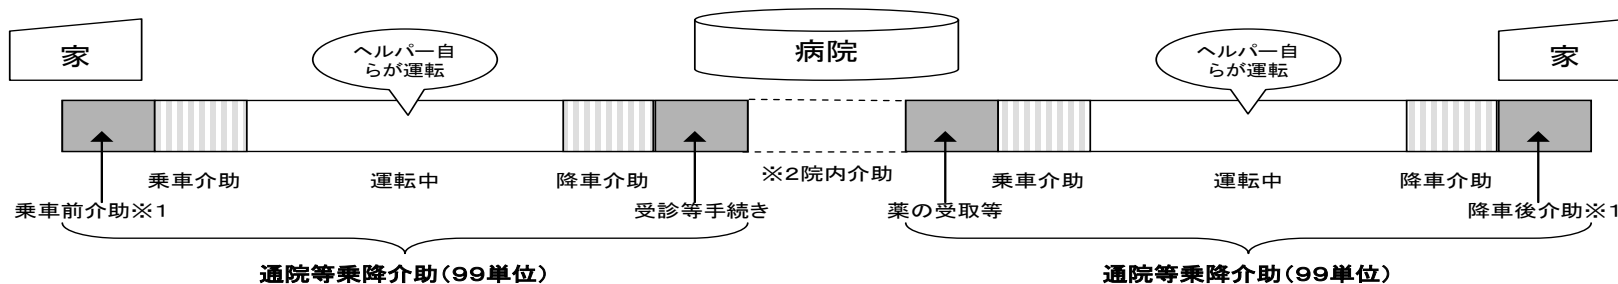 家
ヘルパー自
らが運転
病院
ヘルパー自
らが運転
家
乗車介助
運転中
降車介助
※2院内介助
乗車介助
運転中
降車介助
乗車前介助※1
受診等手続き
薬の受取等
降車後介助※1
通院等乗降介助(99単位)
通院等乗降介助(99単位)